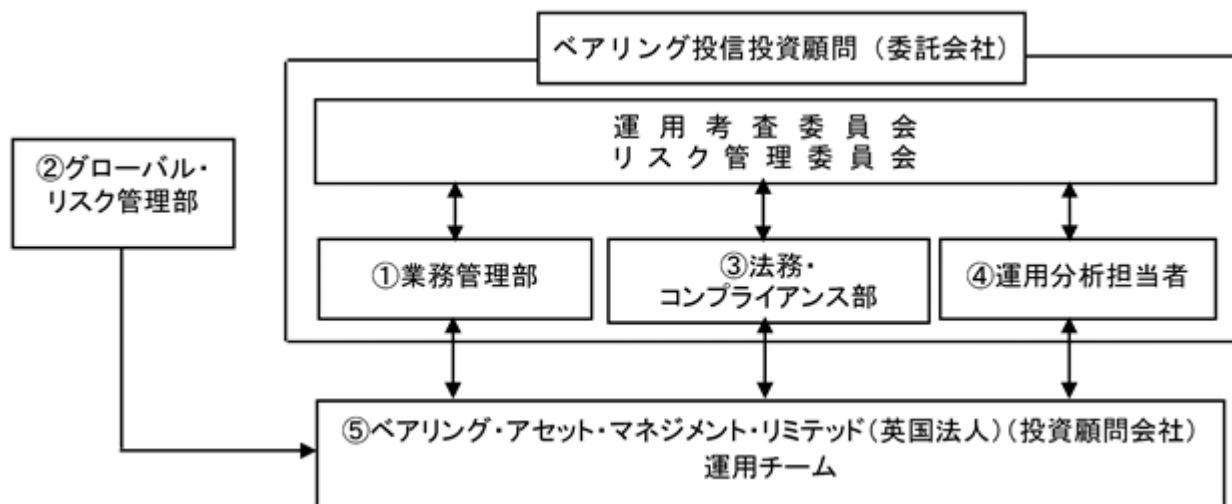 ベアリング投信投資顧問（委託会社）
運用考査委員会
リスク管理委員会
②グローバル・
リスク管理部
①業務管理部
③法務・
コンプライアンス部
④運用分析担当者
⑤ベアリング・アセット・マネジメント・リミテッド（英国法人）（投資顧問会社）
運用チーム